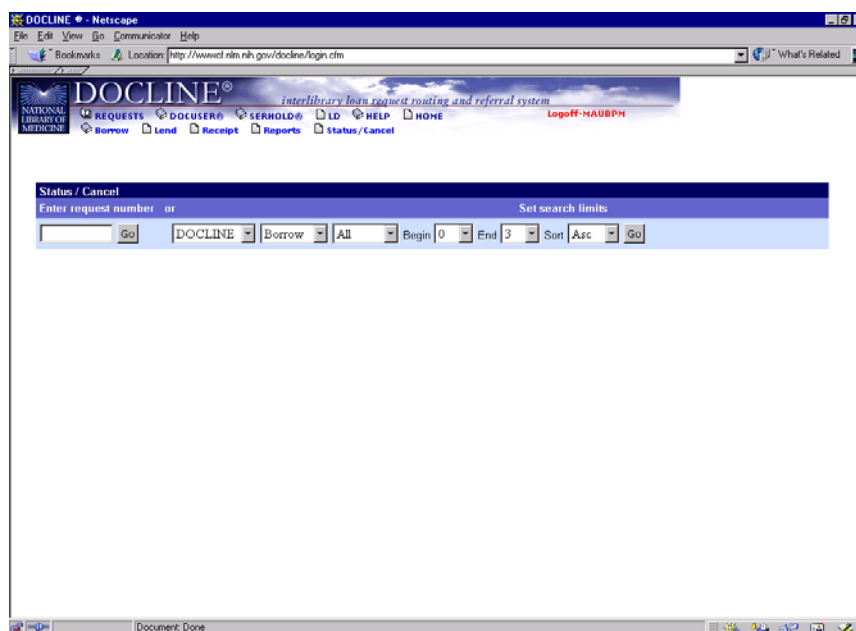 DOCLINE ® - Netscape
File Edit View Go Communicator Help
Bookmarks Location: http://wwwcf.nlm.nih.gov/docline/login.cfm What's Related
DOCLINE®
interlibrary loan request routing and referral system
NATIONAL LIBRARY OF MEDICINE
REQUESTS DOCUSER® SERHOLD® LD HELP HOME Logoff-MAUBPM
Borrow Lend Receipt Reports Status/Cancel
Status / Cancel
Enter request number or Set search limits
Go DOCLINE Borrow All Begin 0 End 3 Sort Asc Go
Document: Done